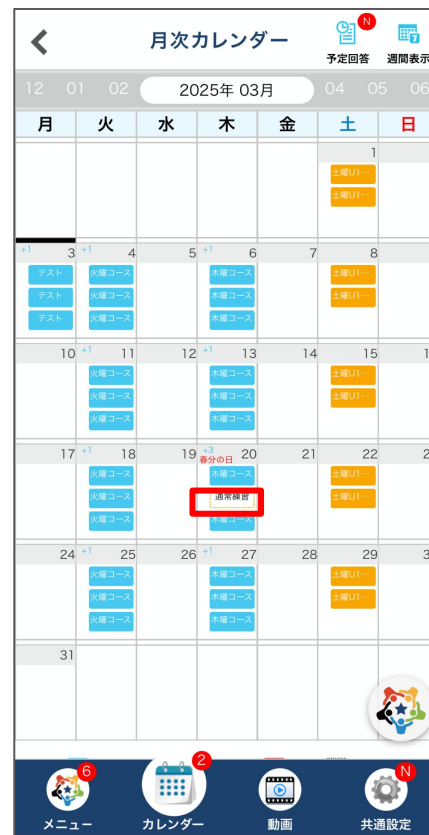 月次カレンダー
N
予定回答 週間表示
12 01 02 2025年 03月 04 05 06
月 火 水 木 金 土 日
1
土曜U1…
土曜U1…
+1 3 +1 4 5 +1 6 7 8
テスト 火曜コース 木曜コース 土曜U1…
テスト 火曜コース 木曜コース 土曜U1…
テスト 火曜コース 木曜コース
10 +1 11 12 +1 13 14 15 1
火曜コース 木曜コース 土曜U1…
火曜コース 木曜コース 土曜U1…
火曜コース 木曜コース
17 +1 18 19 +3 20 21 22 2
春分の日
火曜コース 木曜コース 土曜U1…
火曜コース 通常練習 土曜U1…
火曜コース 木曜コース
24 +1 25 26 +1 27 28 29 3
火曜コース 木曜コース 土曜U1…
火曜コース 木曜コース 土曜U1…
火曜コース 木曜コース
31
6 2 N
メニュー カレンダー 動画 共通設定